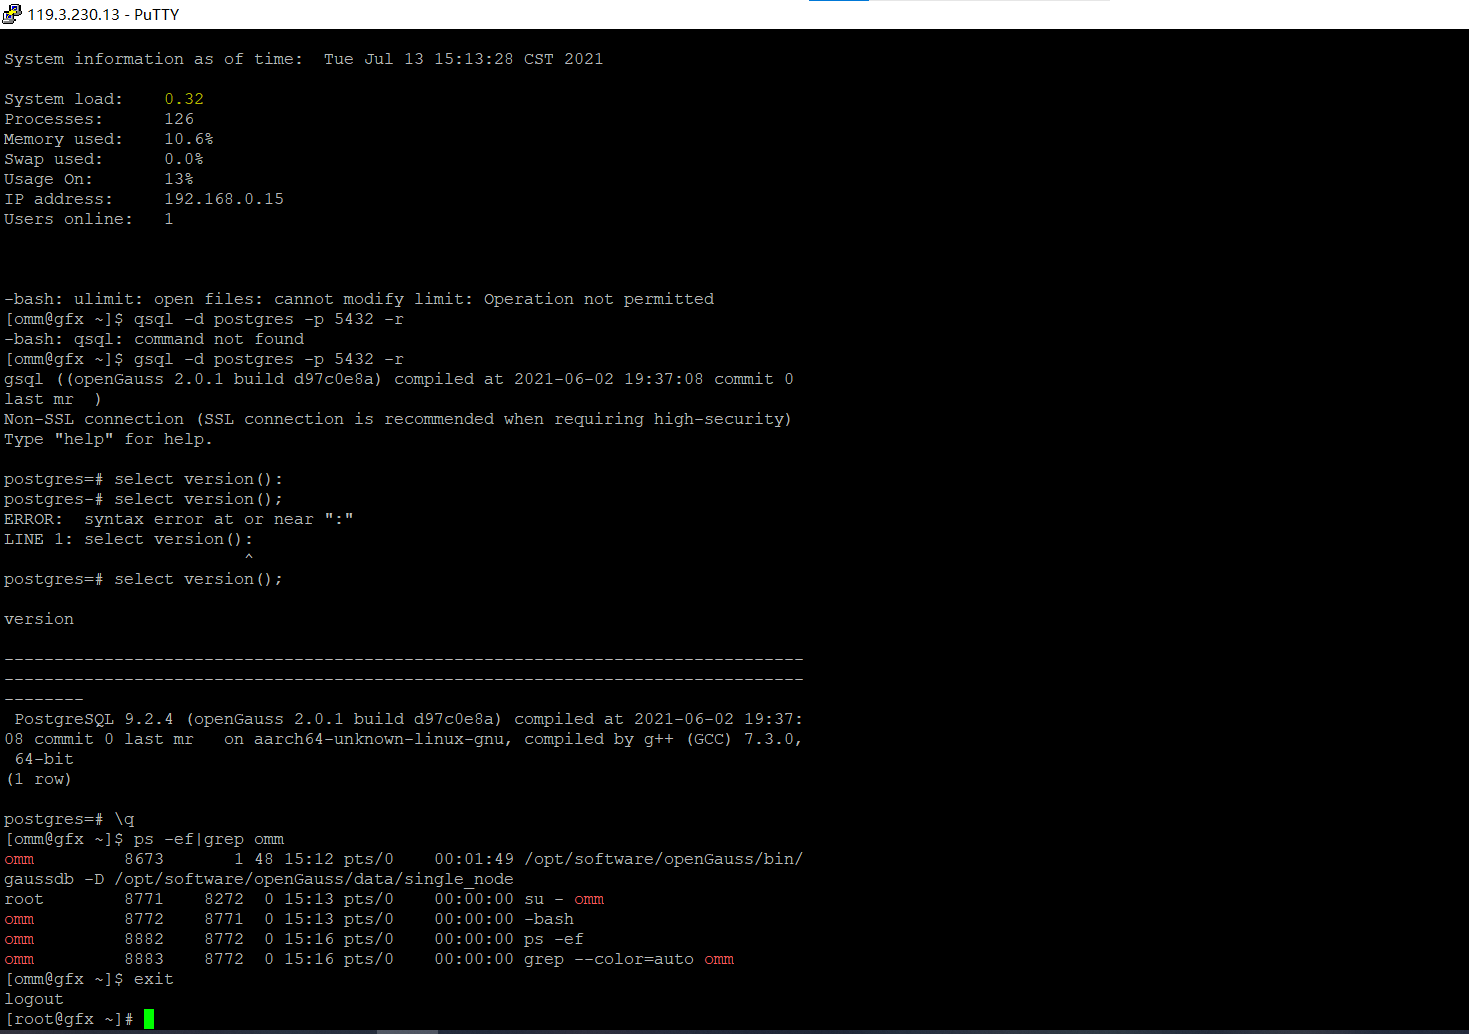 119.3.230.13 - PuTTY
System information as of time:  Tue Jul 13 15:13:28 CST 2021
System load:    0.32
Processes:      126
Memory used:    10.6%
Swap used:      0.0%
Usage On:       13%
IP address:     192.168.0.15
Users online:   1
-bash: ulimit: open files: cannot modify limit: Operation not permitted
[omm@gfx ~]$ qsql -d postgres -p 5432 -r
-bash: qsql: command not found
[omm@gfx ~]$ gsql -d postgres -p 5432 -r
gsql ((openGauss 2.0.1 build d97c0e8a) compiled at 2021-06-02 19:37:08 commit 0
last mr  )
Non-SSL connection (SSL connection is recommended when requiring high-security)
Type "help" for help.
postgres=# select version():
postgres-# select version();
ERROR:  syntax error at or near ":"
LINE 1: select version():
                        ^
postgres=# select version();
version
--------------------------------------------------------------------------------
--------------------------------------------------------------------------------
--------
 PostgreSQL 9.2.4 (openGauss 2.0.1 build d97c0e8a) compiled at 2021-06-02 19:37:
08 commit 0 last mr   on aarch64-unknown-linux-gnu, compiled by g++ (GCC) 7.3.0,
 64-bit
(1 row)
postgres=# \q
[omm@gfx ~]$ ps -ef|grep omm
omm         8673       1 48 15:12 pts/0    00:01:49 /opt/software/openGauss/bin/
gaussdb -D /opt/software/openGauss/data/single_node
root        8771    8272  0 15:13 pts/0    00:00:00 su - omm
omm         8772    8771  0 15:13 pts/0    00:00:00 -bash
omm         8882    8772  0 15:16 pts/0    00:00:00 ps -ef
omm         8883    8772  0 15:16 pts/0    00:00:00 grep --color=auto omm
[omm@gfx ~]$ exit
logout
[root@gfx ~]#